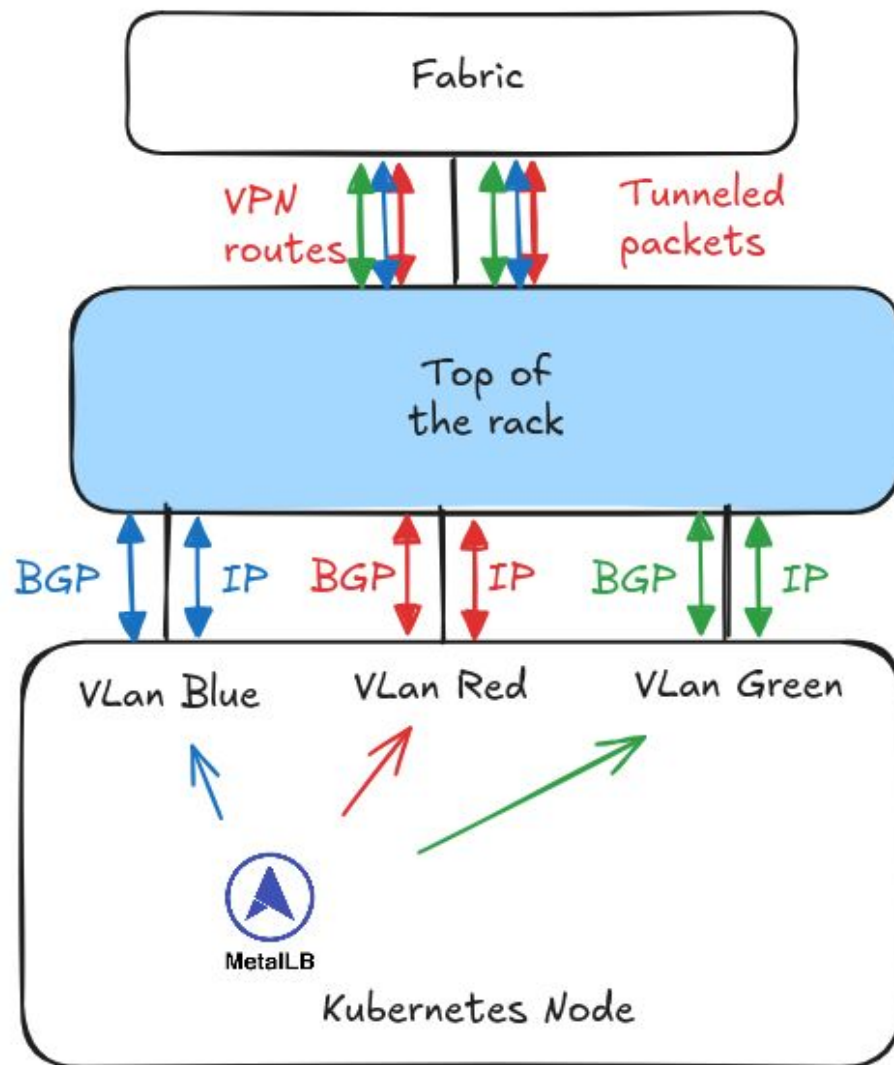 Fabric
VPN
routes
Tunneled
packets
Top of
the rack
BGP
IP
BGP
IP
BGP
IP
VLan Blue
VLan Red
VLan Green
MetalLB
Kubernetes Node